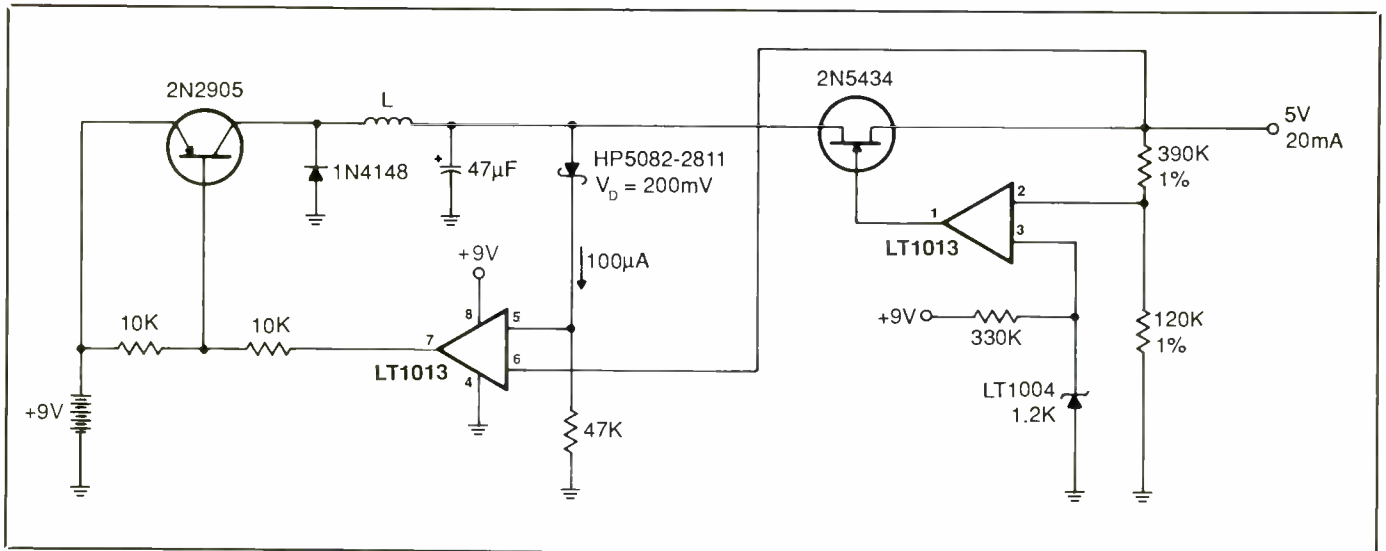 2N2905
L
1N4148
47µF
HP5082-2811
V_D = 200mV
100µA
+9V
8
5
7
6
4
LT1013
10K
10K
+9V
47K
2N5434
5V
20mA
390K
1%
2
1
3
LT1013
+9V
330K
120K
1%
LT1004
1.2K